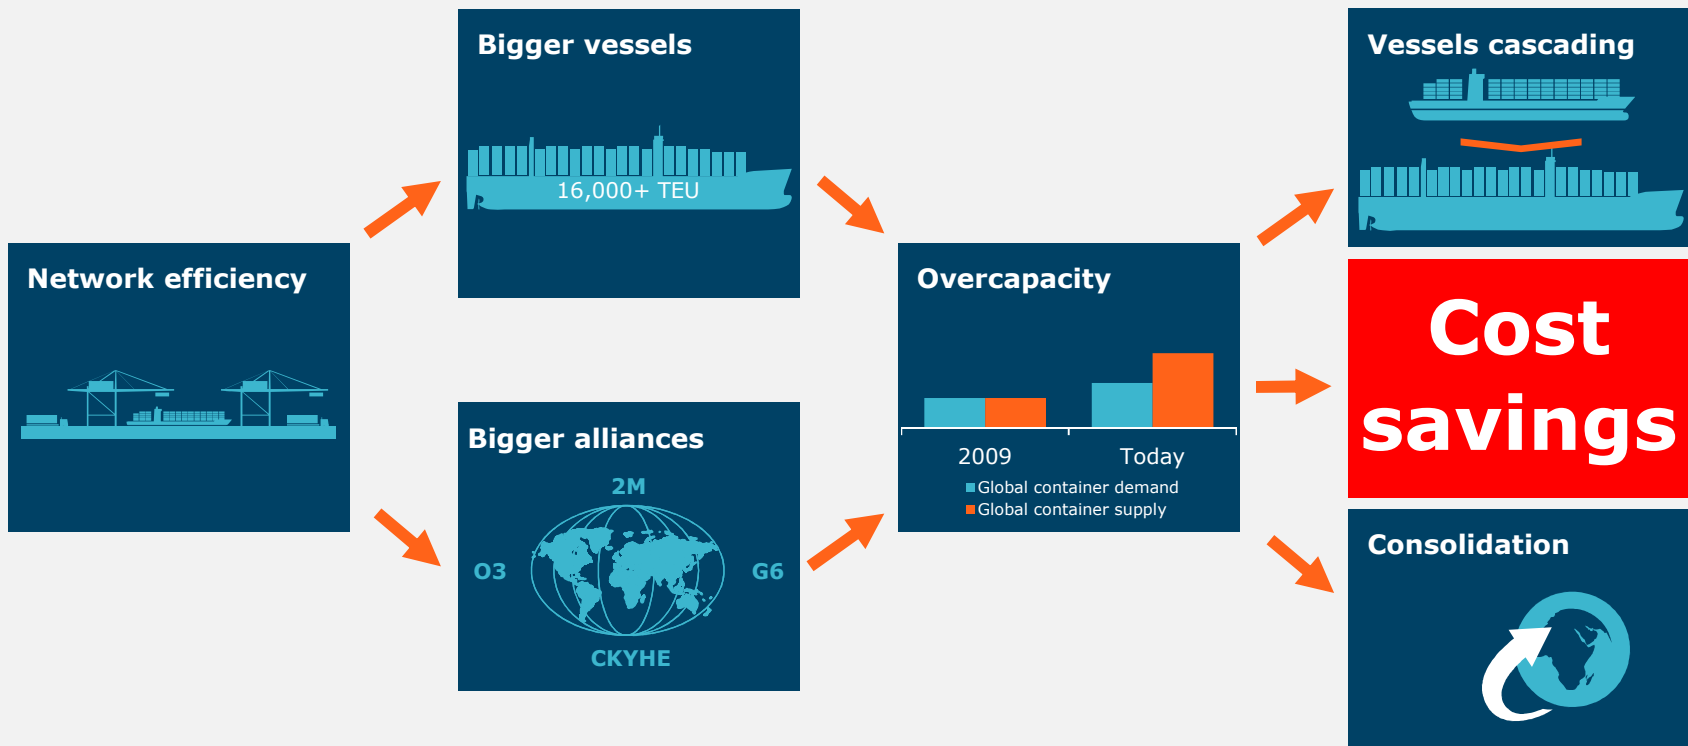 Network efficiency
Bigger vessels
16,000+ TEU
Bigger alliances
2M
O3
G6
CKYHE
Overcapacity
2009
Today
Global container demand
Global container supply
Vessels cascading
Cost
savings
Consolidation